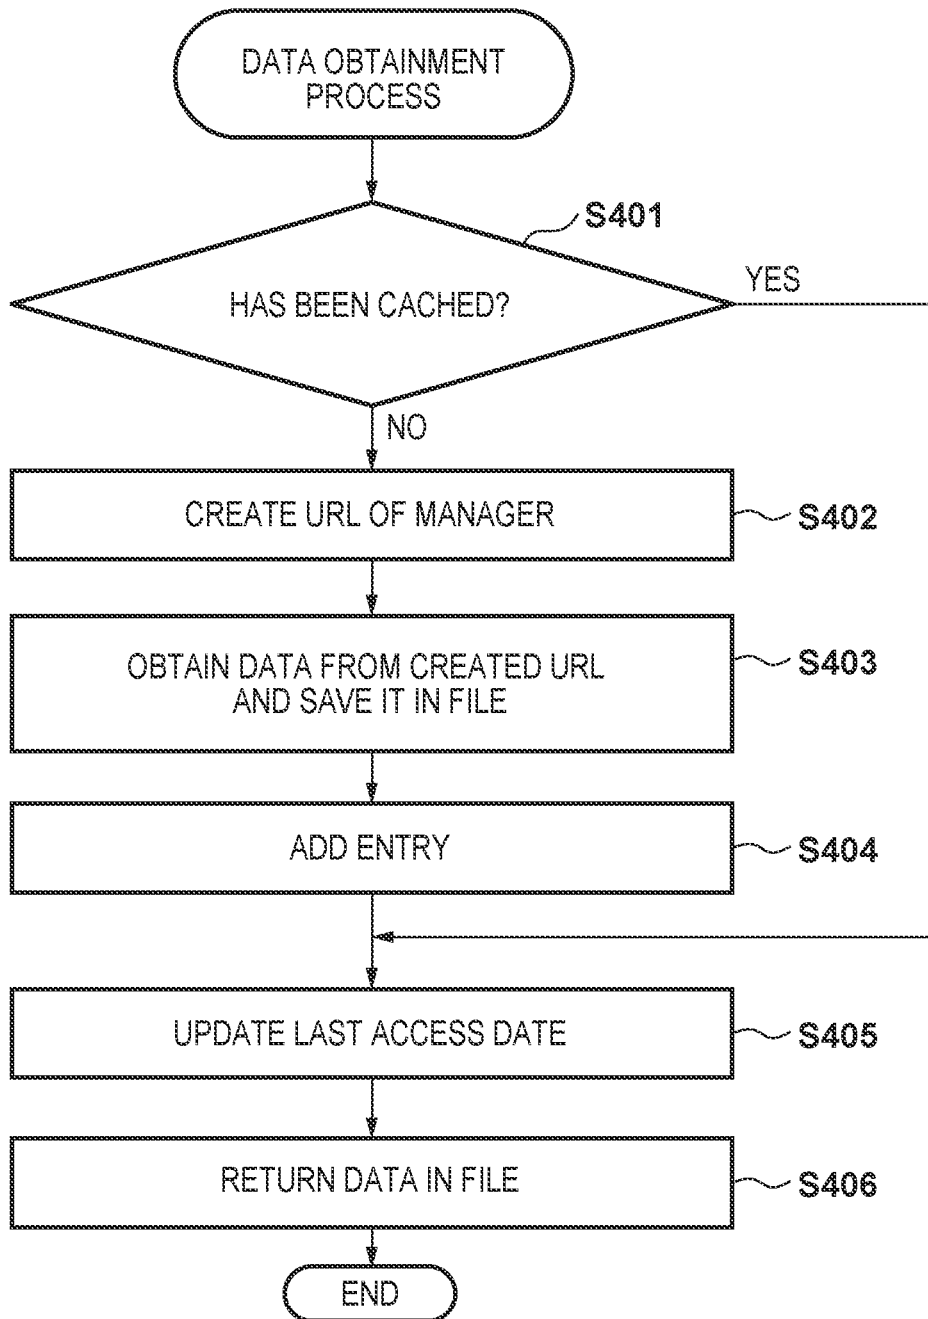 DATA OBTAINMENT
PROCESS
S401
HAS BEEN CACHED?
YES
NO
CREATE URL OF MANAGER
S402
OBTAIN DATA FROM CREATED URL
AND SAVE IT IN FILE
S403
ADD ENTRY
S404
UPDATE LAST ACCESS DATE
S405
RETURN DATA IN FILE
S406
END